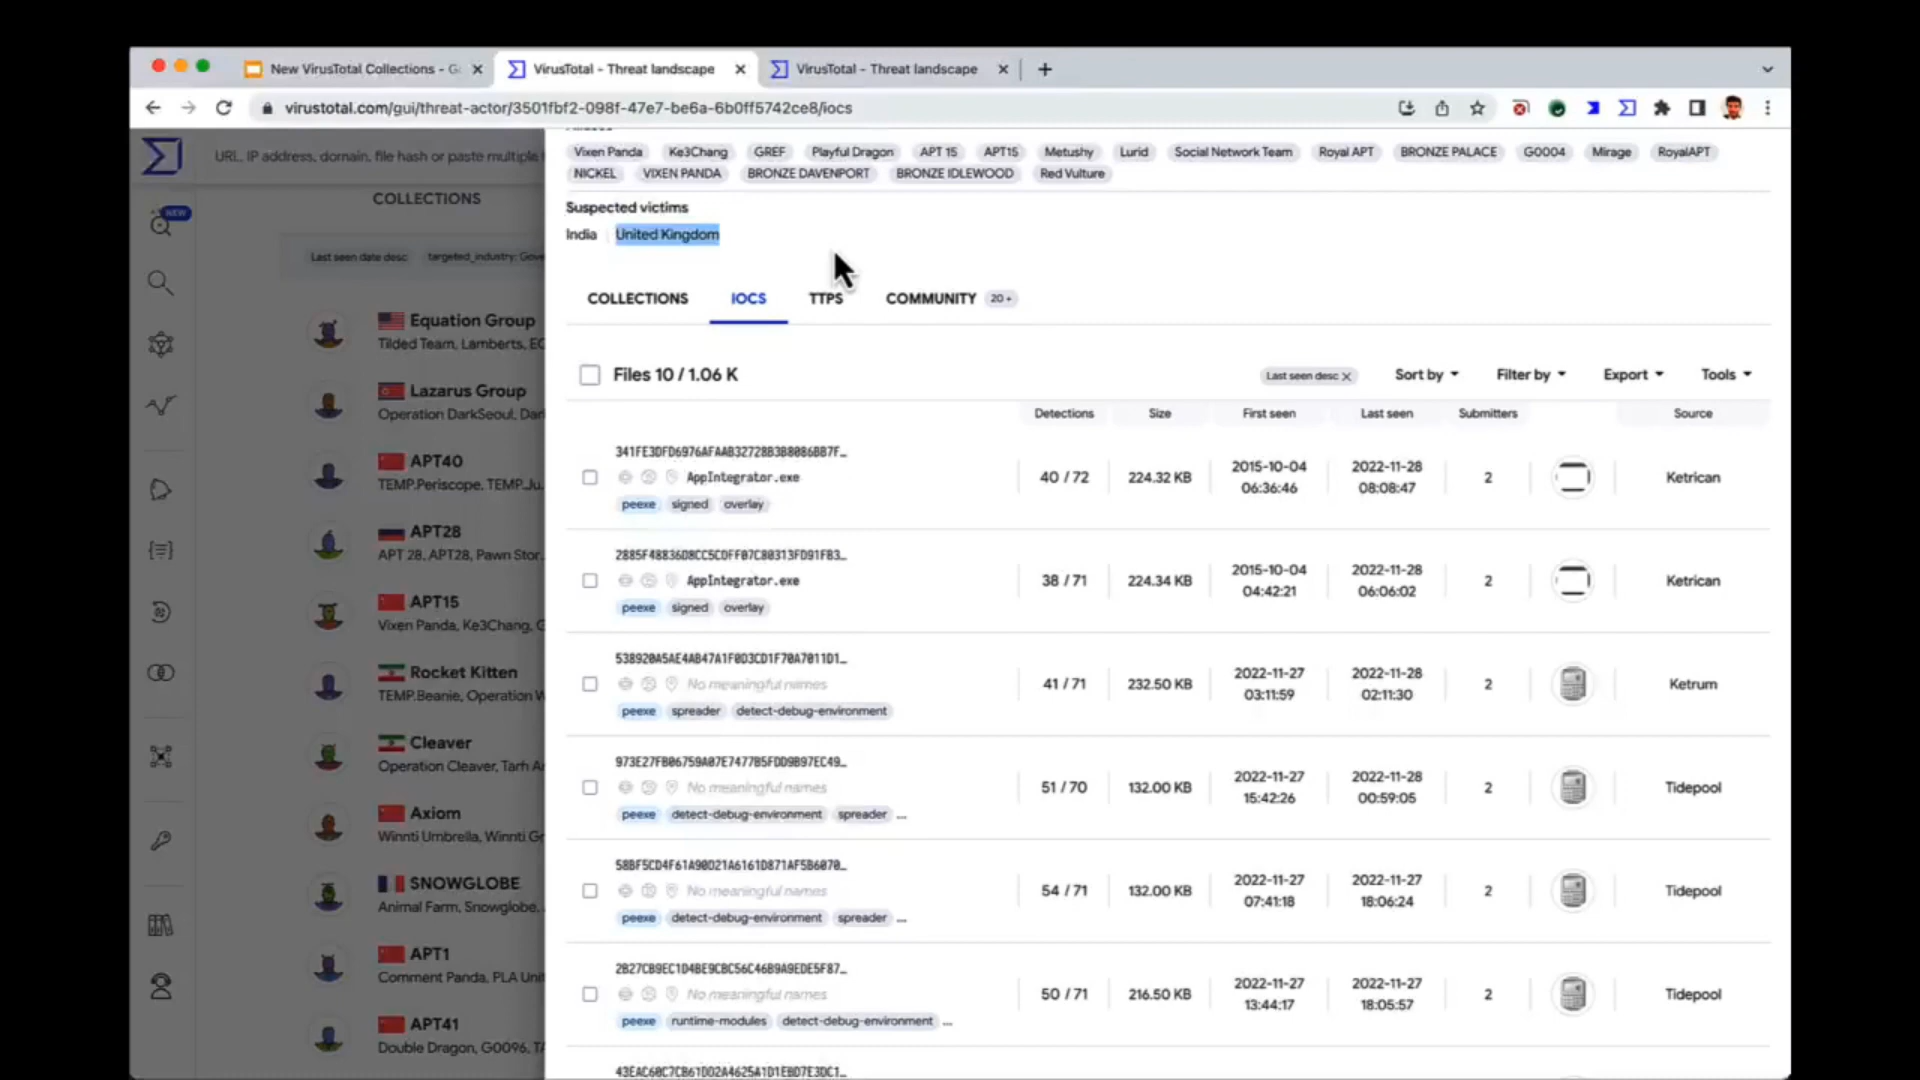 New VirusTotal Collections - G
VirusTotal - Threat landscape
VirusTotal - Threat landscape
virustotal.com/gui/threat-actor/3501fbf2-098f-47e7-be6a-6b0ff5742ce8/iocs
URL, IP address, domain, file hash or paste multiple
NEW
COLLECTIONS
Last seen date desc targeted_industry: Gove
Equation Group
Tilded Team, Lamberts, EC
Lazarus Group
Operation DarkSeoul, Dar
APT40
TEMP.Periscope, TEMP.Ju..
APT28
APT 28, APT28, Pawn Stor..
APT15
Vixen Panda, Ke3Chang, G
Rocket Kitten
TEMP.Beanie, Operation W
Cleaver
Operation Cleaver, Tarh Ar
Axiom
Winnti Umbrella, Winnti Gr
SNOWGLOBE
Animal Farm, Snowglobe,
APT1
Comment Panda, PLA Unit
APT41
Double Dragon, G0096, TA
Vixen Panda Ke3Chang GREF Playful Dragon APT 15 APT15 Metushy Lurid Social Network Team Royal APT BRONZE PALACE G0004 Mirage RoyalAPT
NICKEL VIXEN PANDA BRONZE DAVENPORT BRONZE IDLEWOOD Red Vulture
Suspected victims
India United Kingdom
COLLECTIONS IOCS TTPS COMMUNITY 20+
Files 10 / 1.06 K Last seen desc Sort by Filter by Export Tools
Detections Size First seen Last seen Submitters Source
341FE3DFD6976AFAAB32728B3B8086BB7F…
AppIntegrator.exe
peexe signed overlay
40 / 72 224.32 KB 2015-10-04 06:36:46 2022-11-28 08:08:47 2 Ketrican
2885F48836D8CC5CDFF07C80313FD91FB3…
AppIntegrator.exe
peexe signed overlay
38 / 71 224.34 KB 2015-10-04 04:42:21 2022-11-28 06:06:02 2 Ketrican
538920A5AE4AB47A1F0D3CD1F70A7011D1…
No meaningful names
peexe spreader detect-debug-environment
41 / 71 232.50 KB 2022-11-27 03:11:59 2022-11-28 02:11:30 2 Ketrum
973E27FB06759A07E7477B5FDD9B97EC49…
No meaningful names
peexe detect-debug-environment spreader ...
51 / 70 132.00 KB 2022-11-27 15:42:26 2022-11-28 00:59:05 2 Tidepool
58BF5CD4F61A90D21A6161D871AF5B6070…
No meaningful names
peexe detect-debug-environment spreader ...
54 / 71 132.00 KB 2022-11-27 07:41:18 2022-11-27 18:06:24 2 Tidepool
2B27CB9EC1D4BE9CBC56C46B9A9EDE5F87…
No meaningful names
peexe runtime-modules detect-debug-environment ...
50 / 71 216.50 KB 2022-11-27 13:44:17 2022-11-27 18:05:57 2 Tidepool
43EAC60C7CB61D02A4625A1D1EBD7E3DC1…